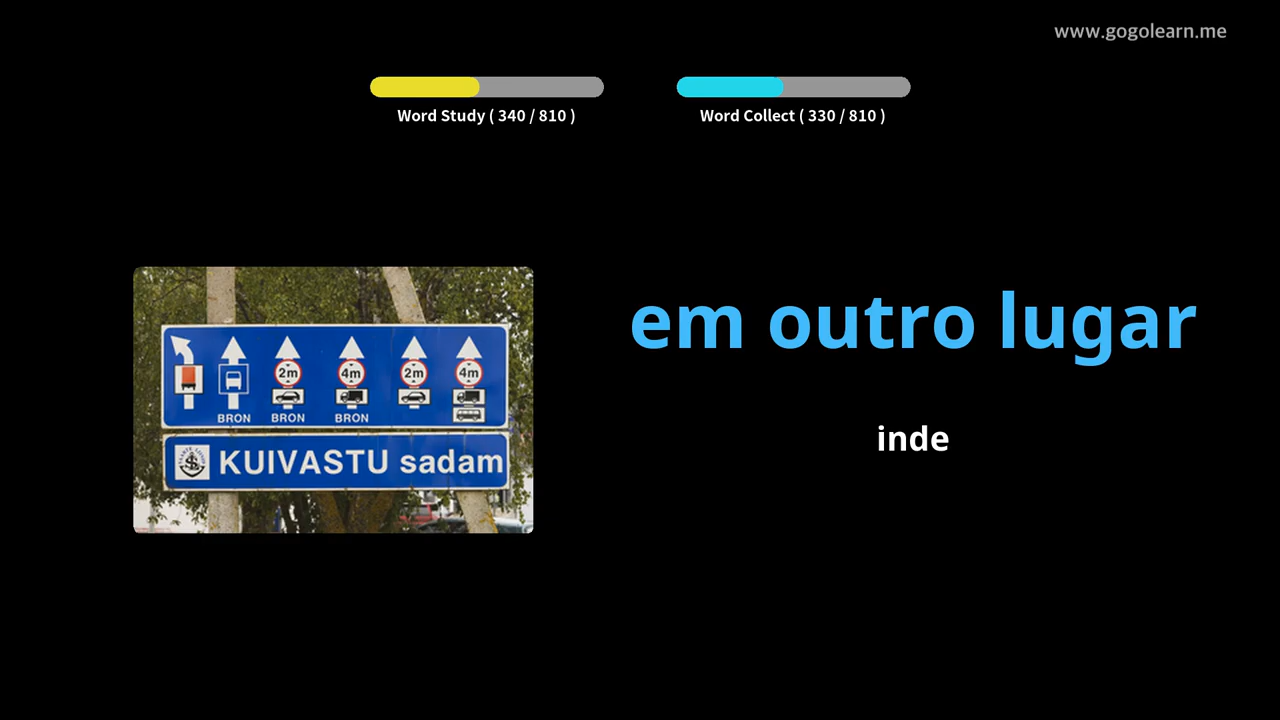 www.gogolearn.me
Word Study ( 340 / 810 )
Word Collect ( 330 / 810 )
em outro lugar
inde
2m 4m 2m 4m
BRON BRON BRON
KUIVASTU sadam